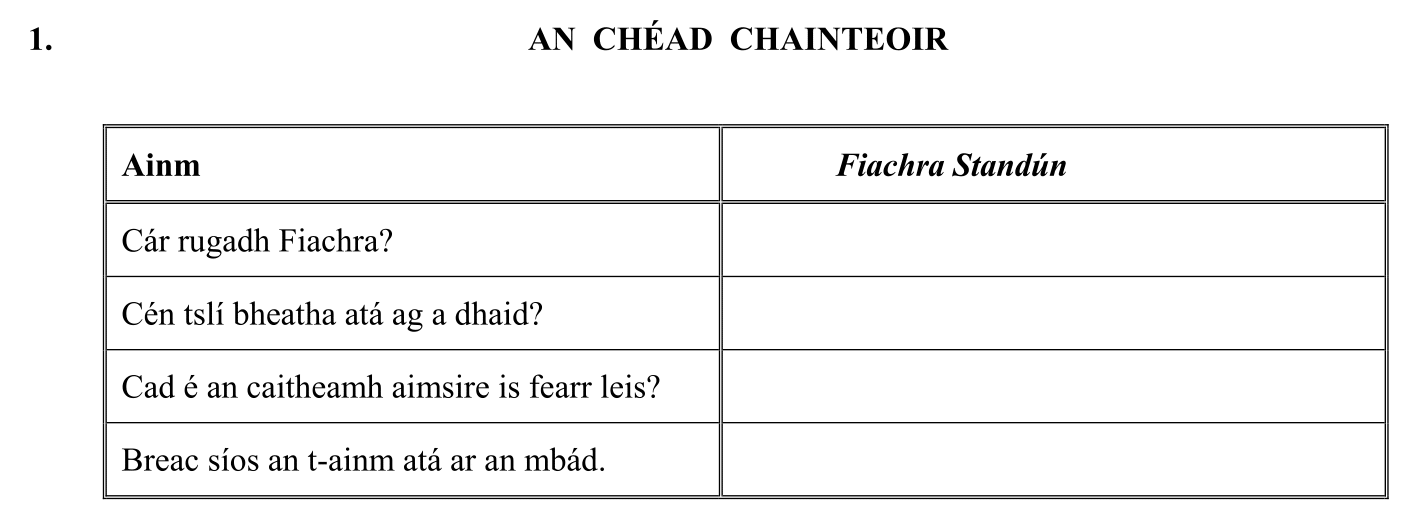 1. AN CHÉAD CHAINTEOIR
Ainm Fiachra Standún
Cár rugadh Fiachra?
Cén tslí bheatha atá ag a dhaid?
Cad é an caitheamh aimsire is fearr leis?
Breac síos an t-ainm atá ar an mbád.